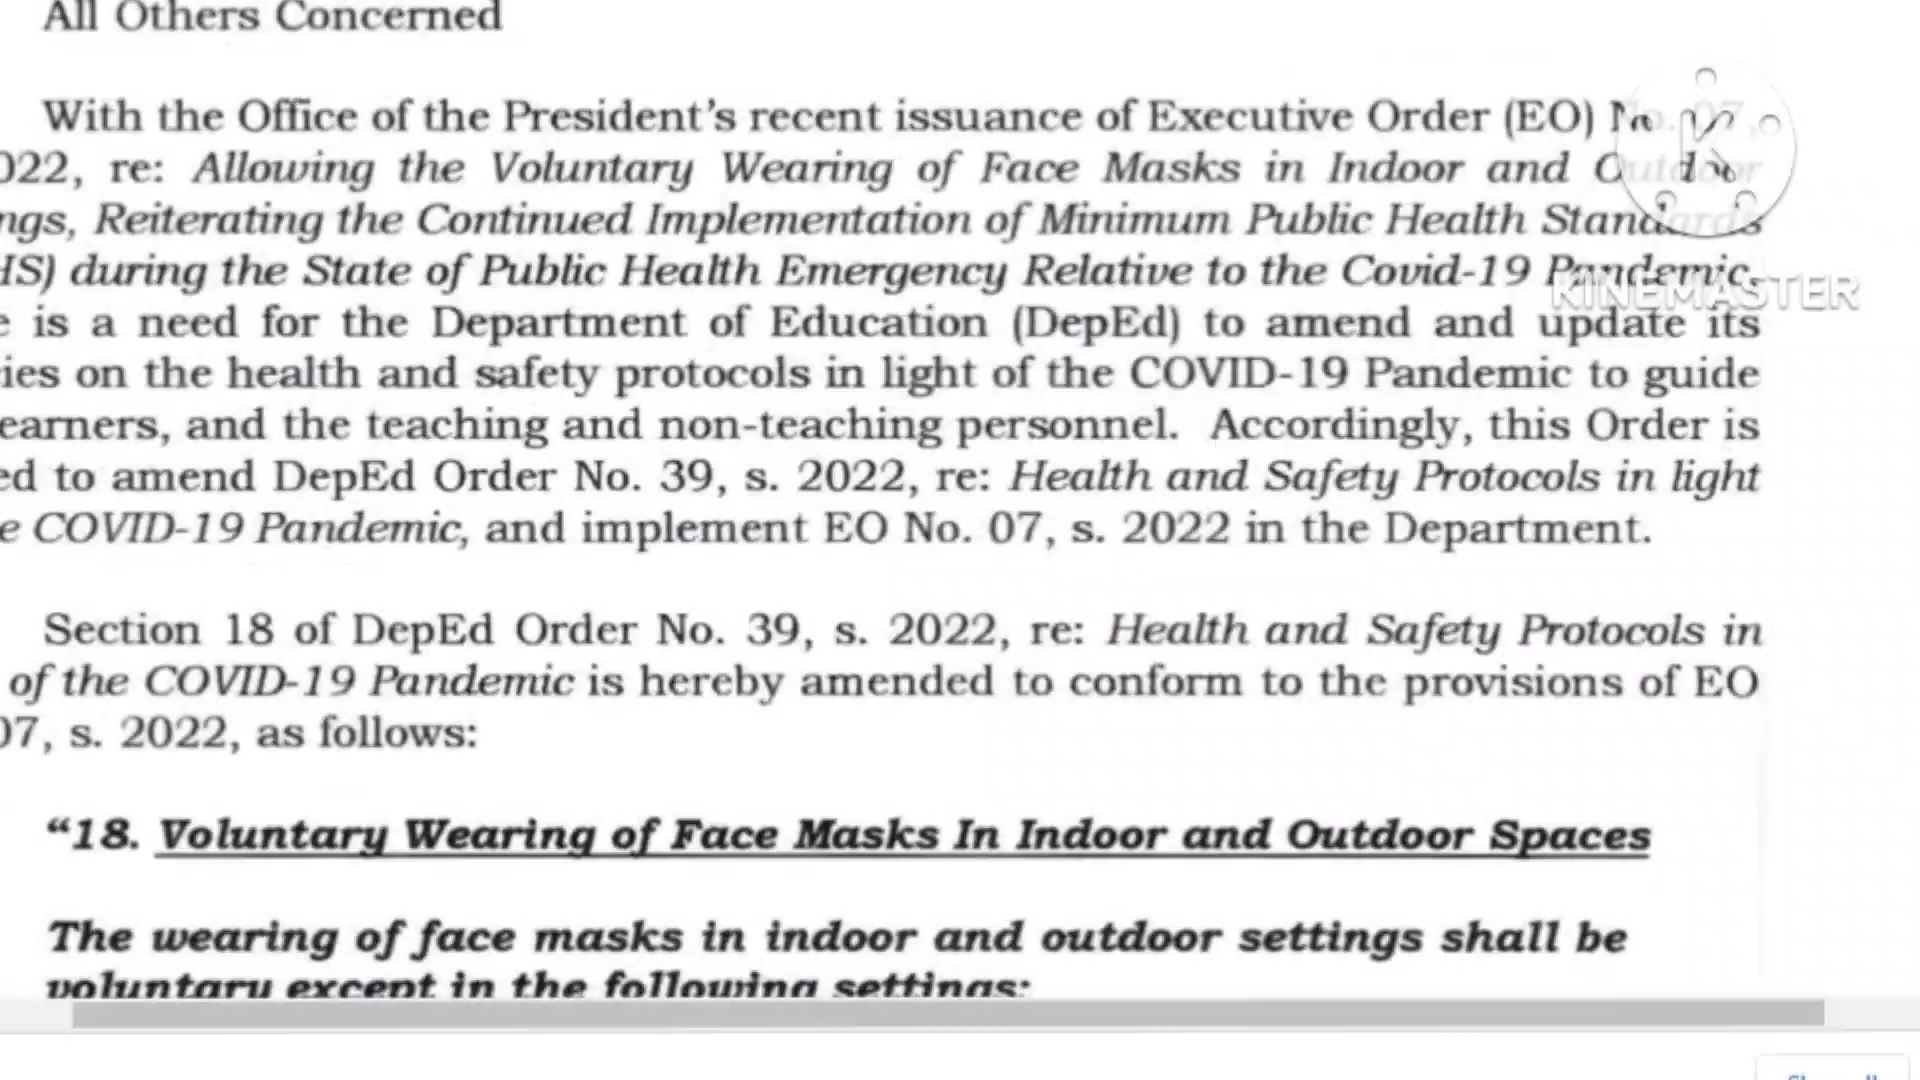 All Others Concerned
With the Office of the President's recent issuance of Executive Order (EO) No. 07,
022, re: Allowing the Voluntary Wearing of Face Masks in Indoor and Outdoor
ngs, Reiterating the Continued Implementation of Minimum Public Health Standards
HS) during the State of Public Health Emergency Relative to the Covid-19 Pandemic,
e is a need for the Department of Education (DepEd) to amend and update its
ies on the health and safety protocols in light of the COVID-19 Pandemic to guide
earners, and the teaching and non-teaching personnel. Accordingly, this Order is
ed to amend DepEd Order No. 39, s. 2022, re: Health and Safety Protocols in light
e COVID-19 Pandemic, and implement EO No. 07, s. 2022 in the Department.
Section 18 of DepEd Order No. 39, s. 2022, re: Health and Safety Protocols in
of the COVID-19 Pandemic is hereby amended to conform to the provisions of EO
07, s. 2022, as follows:
"18. Voluntary Wearing of Face Masks In Indoor and Outdoor Spaces
The wearing of face masks in indoor and outdoor settings shall be
voluntary except in the following settings:
K
KINEMASTER